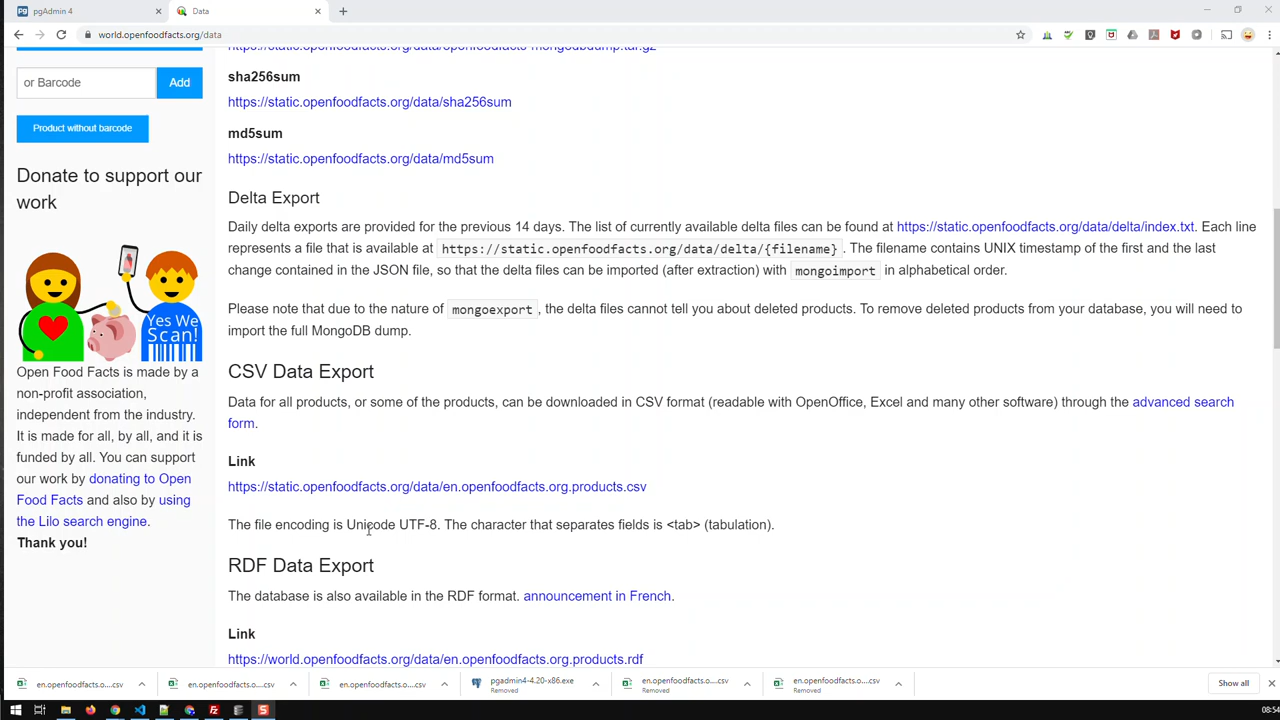 pgAdmin 4
Data
world.openfoodfacts.org/data
https://static.openfoodfacts.org/data/openfoodfacts-mongodbdump.tar.gz
or Barcode
Add
Product without barcode
Donate to support our
work
Yes We
Scan!
Open Food Facts is made by a
non-profit association,
independent from the industry.
It is made for all, by all, and it is
funded by all. You can support
our work by donating to Open
Food Facts and also by using
the Lilo search engine.
Thank you!
sha256sum
https://static.openfoodfacts.org/data/sha256sum
md5sum
https://static.openfoodfacts.org/data/md5sum
Delta Export
Daily delta exports are provided for the previous 14 days. The list of currently available delta files can be found at https://static.openfoodfacts.org/data/delta/index.txt. Each line
represents a file that is available at https://static.openfoodfacts.org/data/delta/{filename} . The filename contains UNIX timestamp of the first and the last
change contained in the JSON file, so that the delta files can be imported (after extraction) with mongoimport in alphabetical order.
Please note that due to the nature of mongoexport , the delta files cannot tell you about deleted products. To remove deleted products from your database, you will need to
import the full MongoDB dump.
CSV Data Export
Data for all products, or some of the products, can be downloaded in CSV format (readable with OpenOffice, Excel and many other software) through the advanced search
form.
Link
https://static.openfoodfacts.org/data/en.openfoodfacts.org.products.csv
The file encoding is Unicode UTF-8. The character that separates fields is <tab> (tabulation).
RDF Data Export
The database is also available in the RDF format. announcement in French.
Link
https://world.openfoodfacts.org/data/en.openfoodfacts.org.products.rdf
en.openfoodfacts.o....csv
en.openfoodfacts.o....csv
en.openfoodfacts.o....csv
pgadmin4-4.20-x86.exe
Removed
en.openfoodfacts.o....csv
Removed
en.openfoodfacts.o....csv
Removed
Show all
08:54